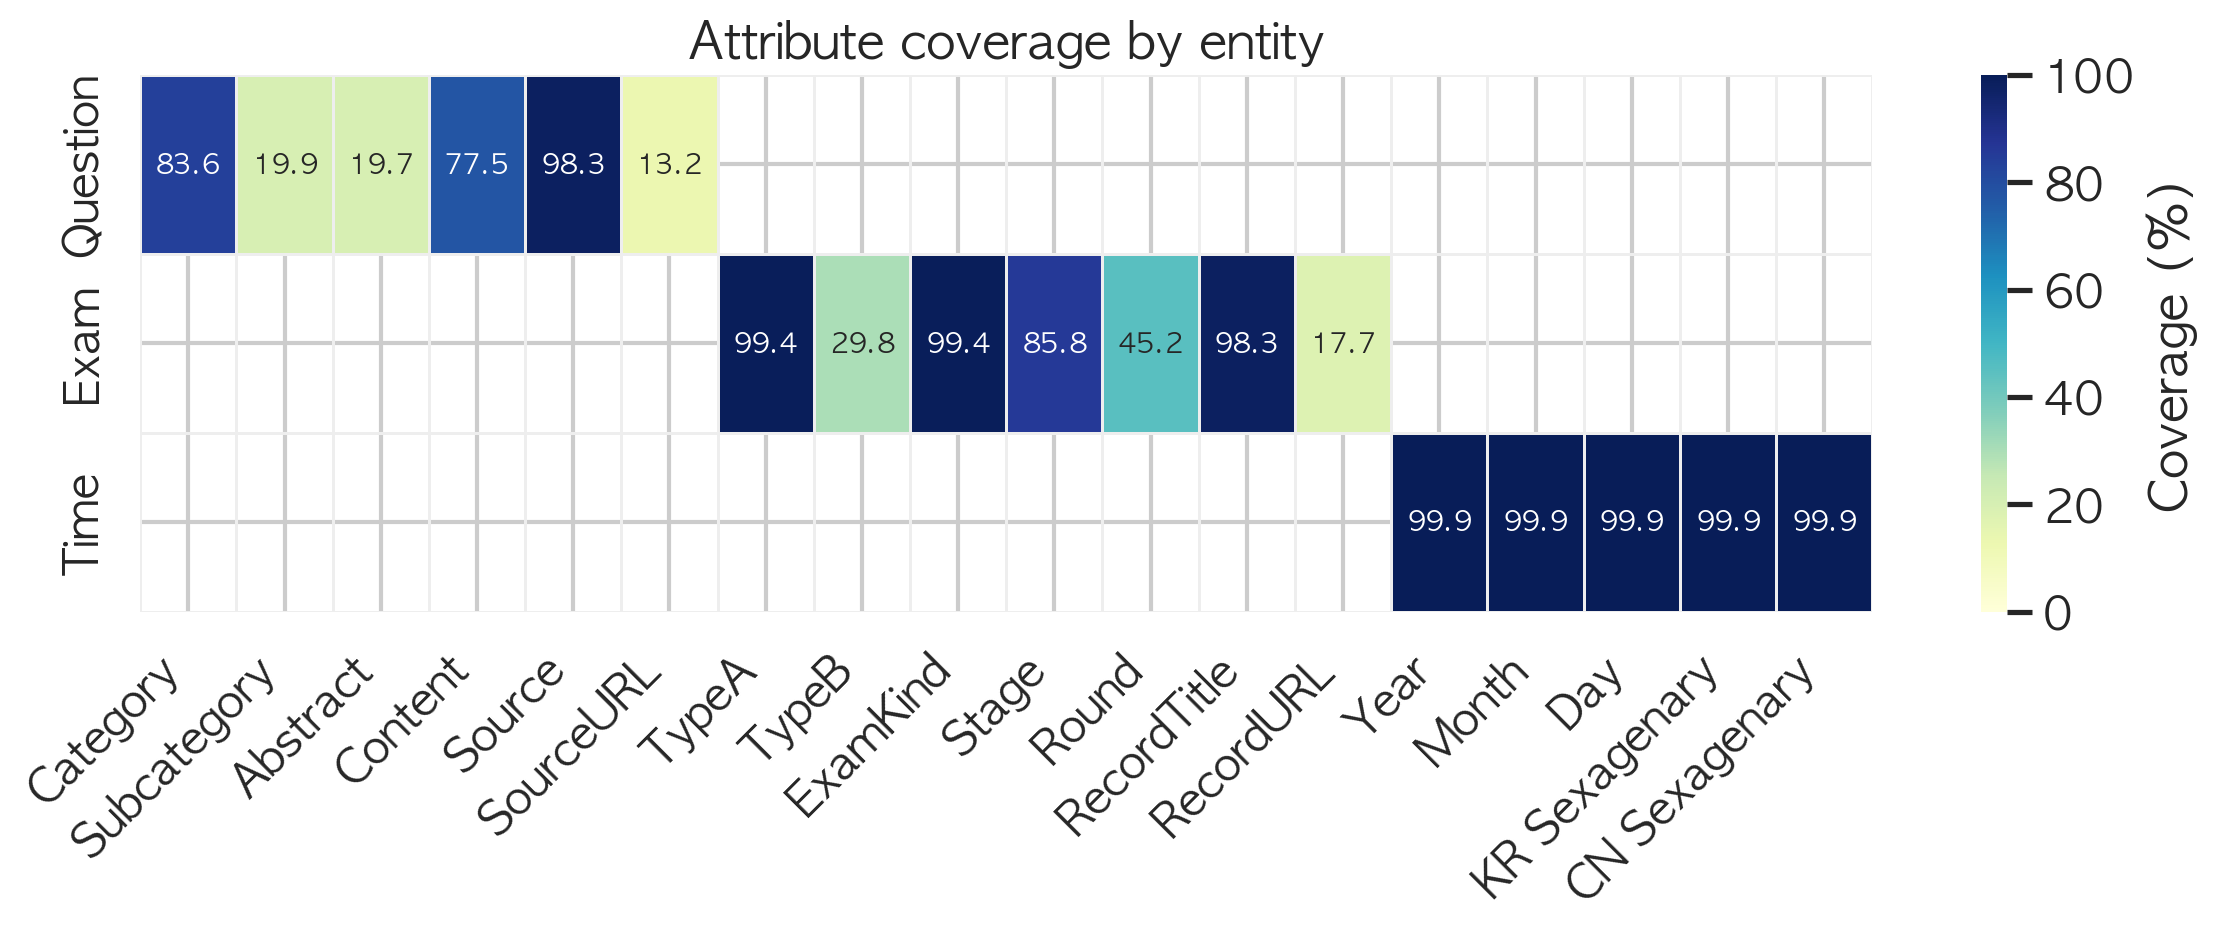 Attribute coverage by entity
Question
83.6 19.9 19.7 77.5 98.3 13.2
Exam
99.4 29.8 99.4 85.8 45.2 98.3 17.7
Time
99.9 99.9 99.9 99.9 99.9
Category
Subcategory
Abstract
Content
Source
SourceURL
TypeA
TypeB
ExamKind
Stage
Round
RecordTitle
RecordURL
Year
Month
Day
KR Sexagenary
CN Sexagenary
100
80
60
40
20
0
Coverage (%)